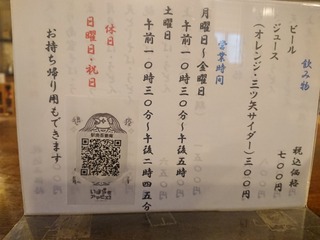 飲み物
税込価格
ビール 七〇〇円
ジュース
(オレンジ・三ツ矢サイダー)三〇〇円
営業時間
月曜日〜金曜日
午前一〇時三〇分〜午後五時
土曜日
午前一〇時三〇分〜午後二時四五分
休日
日曜日・祝日
お持ち帰り用もできます